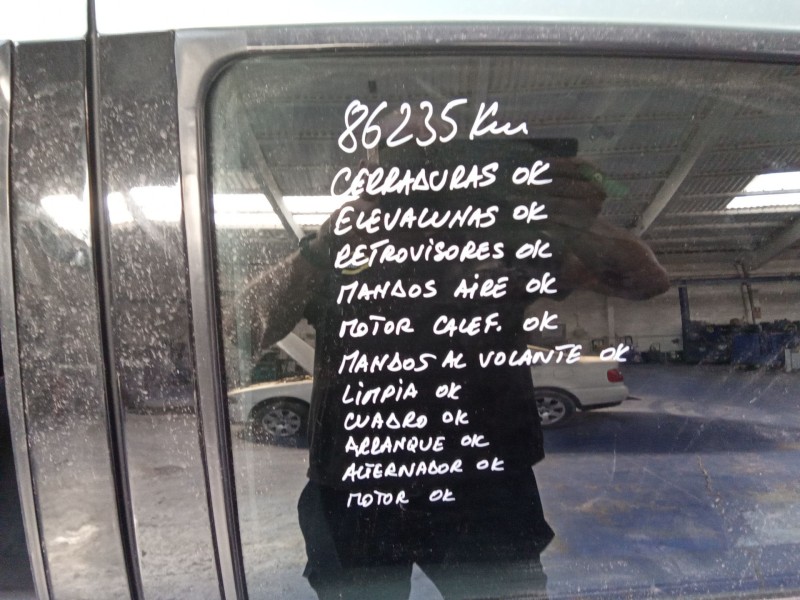 86235 Km
CERRADURAS OK
ELEVALUNAS OK
RETROVISORES OK
MANDOS AIRE OK
MOTOR CALEF. OK
MANDOS AL VOLANTE OK
LIMPIA OK
CUADRO OK
ARRANQUE OK
ALTERNADOR OK
MOTOR OK